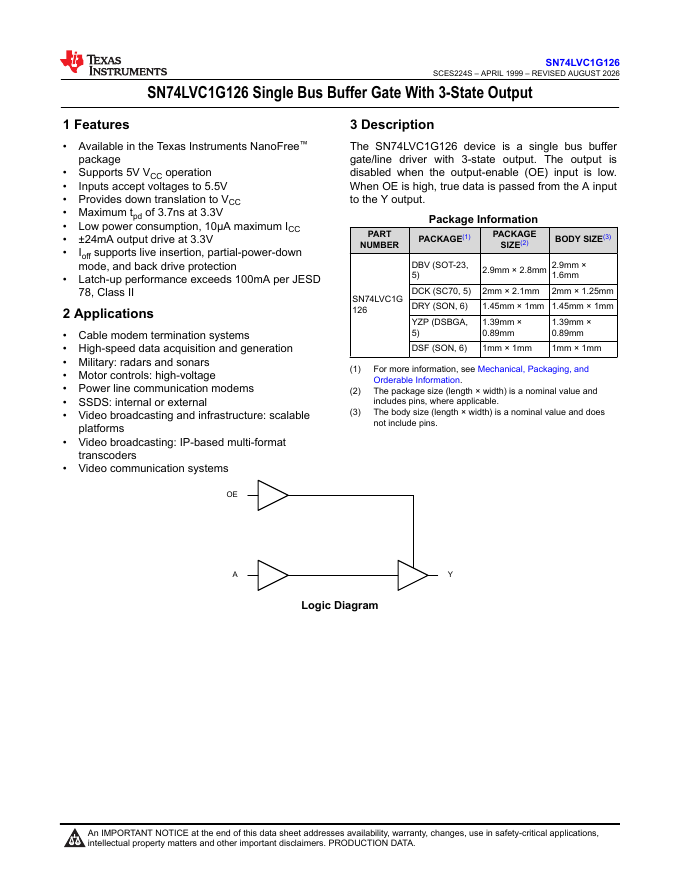 TEXAS
INSTRUMENTS
SN74LVC1G126
SCES224S – APRIL 1999 – REVISED AUGUST 2026
SN74LVC1G126 Single Bus Buffer Gate With 3-State Output
1 Features
• Available in the Texas Instruments NanoFree™
package
• Supports 5V VCC operation
• Inputs accept voltages to 5.5V
• Provides down translation to VCC
• Maximum tpd of 3.7ns at 3.3V
• Low power consumption, 10μA maximum ICC
• ±24mA output drive at 3.3V
• Ioff supports live insertion, partial-power-down
mode, and back drive protection
• Latch-up performance exceeds 100mA per JESD
78, Class II
2 Applications
• Cable modem termination systems
• High-speed data acquisition and generation
• Military: radars and sonars
• Motor controls: high-voltage
• Power line communication modems
• SSDS: internal or external
• Video broadcasting and infrastructure: scalable
platforms
• Video broadcasting: IP-based multi-format
transcoders
• Video communication systems
3 Description
The SN74LVC1G126 device is a single bus buffer
gate/line driver with 3-state output. The output is
disabled when the output-enable (OE) input is low.
When OE is high, true data is passed from the A input
to the Y output.
Package Information
PART NUMBER PACKAGE(1) PACKAGE SIZE(2) BODY SIZE(3)
SN74LVC1G
126
DBV (SOT-23, 5) 2.9mm × 2.8mm 2.9mm × 1.6mm
DCK (SC70, 5) 2mm × 2.1mm 2mm × 1.25mm
DRY (SON, 6) 1.45mm × 1mm 1.45mm × 1mm
YZP (DSBGA, 5) 1.39mm × 0.89mm 1.39mm × 0.89mm
DSF (SON, 6) 1mm × 1mm 1mm × 1mm
(1) For more information, see Mechanical, Packaging, and
Orderable Information.
(2) The package size (length × width) is a nominal value and
includes pins, where applicable.
(3) The body size (length × width) is a nominal value and does
not include pins.
OE
A
Y
Logic Diagram
An IMPORTANT NOTICE at the end of this data sheet addresses availability, warranty, changes, use in safety-critical applications,
intellectual property matters and other important disclaimers. PRODUCTION DATA.